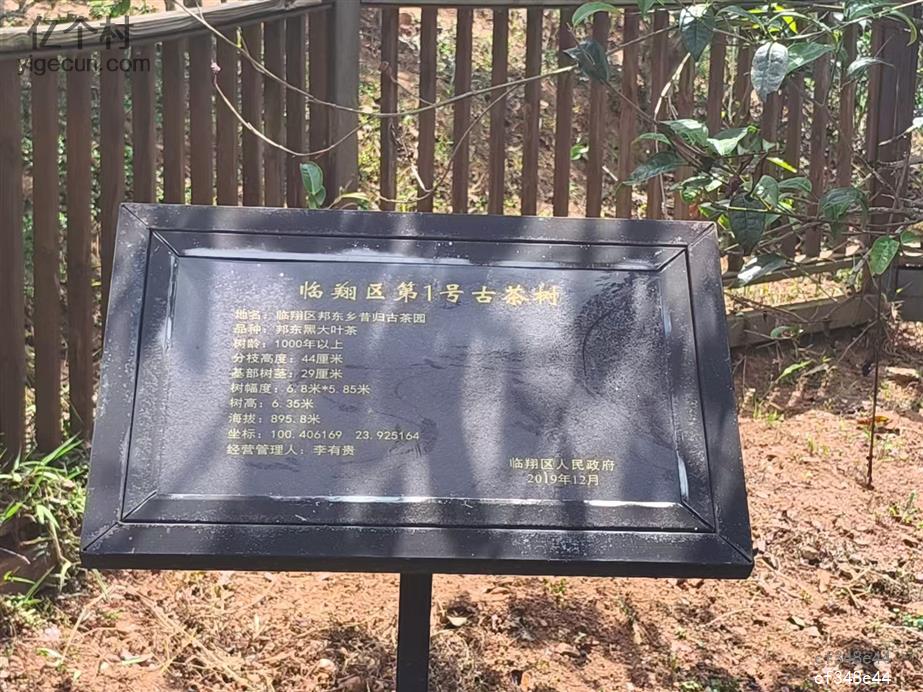 亿个村
yigecun.com
临翔区第1号古茶树
地名：临翔区邦东乡昔归古茶园
品种：邦东黑大叶茶
树龄：1000年以上
分枝高度：44厘米
基部树茎：29厘米
树幅度：6.8米*5.85米
树高：6.35米
海拔：895.8米
坐标：100.406169 23.925164
经营管理人：李有贵
临翔区人民政府
2019年12月
cf348e44
cf348e44